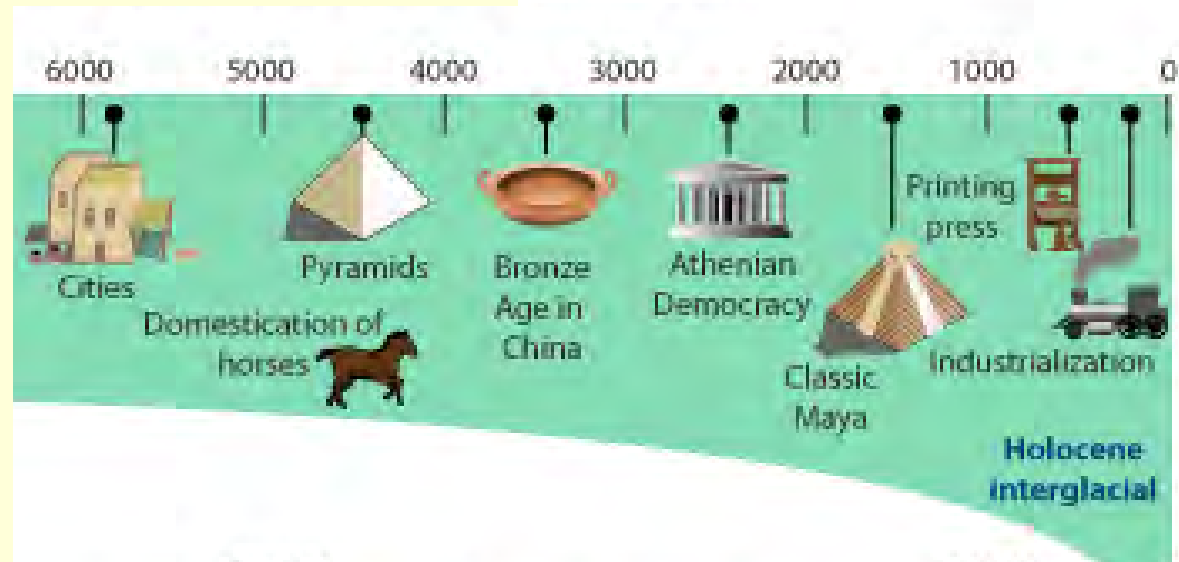 6000 5000 4000 3000 2000 1000 0
Cities
Pyramids
Domestication of
horses
Bronze
Age in
China
Athenian
Democracy
Classic
Maya
Printing
press
Industrialization
Holocene
interglacial